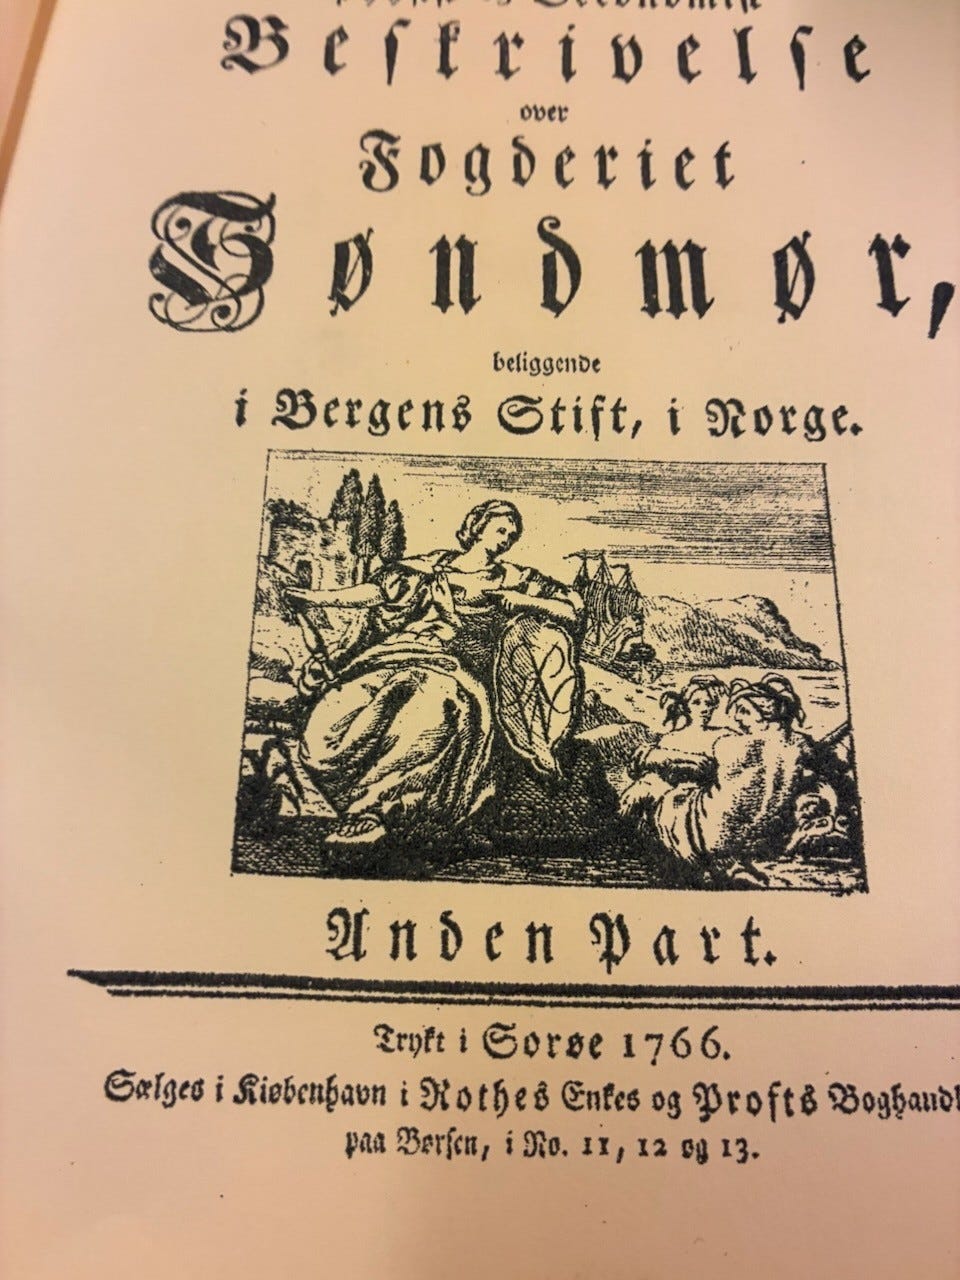 Beskrivelse
over
Fogderiet
Søndmør,
beliggende
i Bergens Stift, i Norge.
Anden Part.
Trykt i Sorøe 1766.
Sælges i Kiøbenhavn i Rothes Enkes og Profts Boghandl
paa Børsen, i No. 11, 12 og 13.